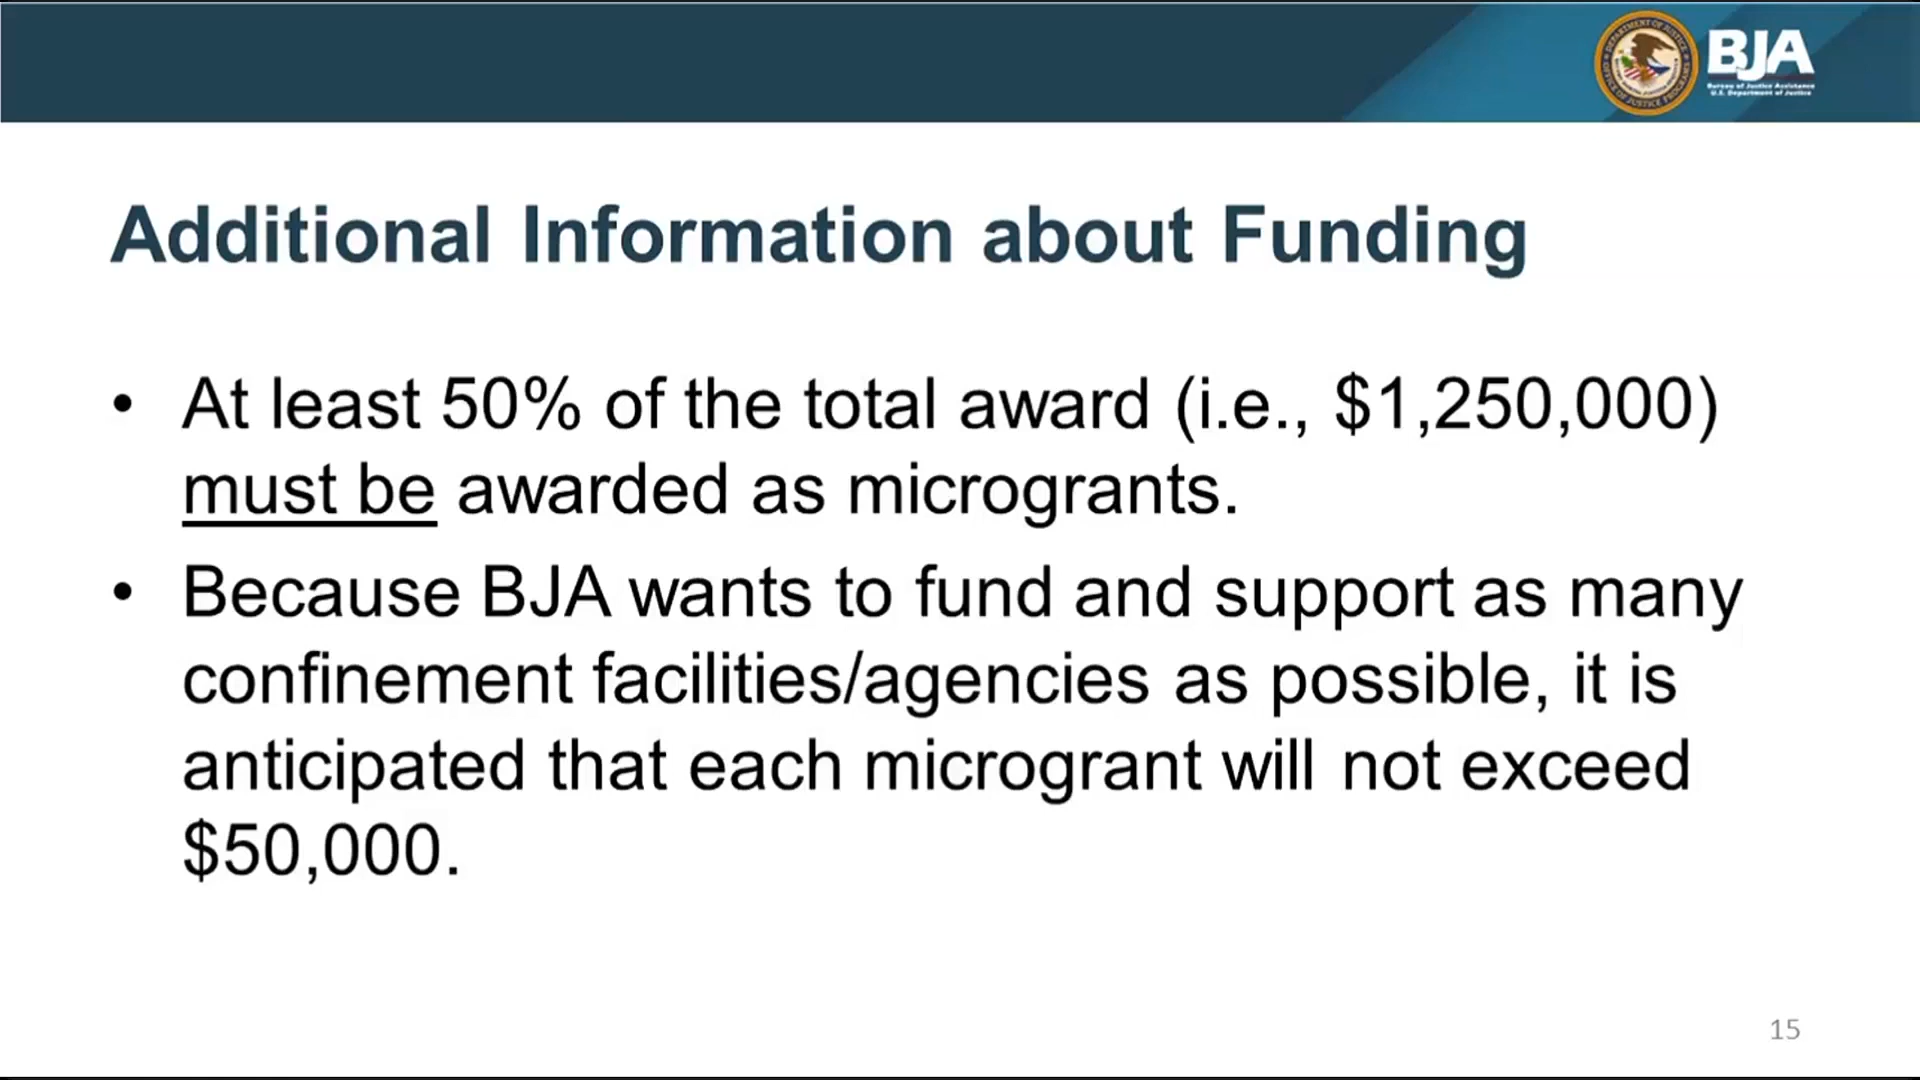 BJA
Bureau of Justice Assistance
U.S. Department of Justice
Additional Information about Funding
• At least 50% of the total award (i.e., $1,250,000)
must be awarded as microgrants.
• Because BJA wants to fund and support as many
confinement facilities/agencies as possible, it is
anticipated that each microgrant will not exceed
$50,000.
15